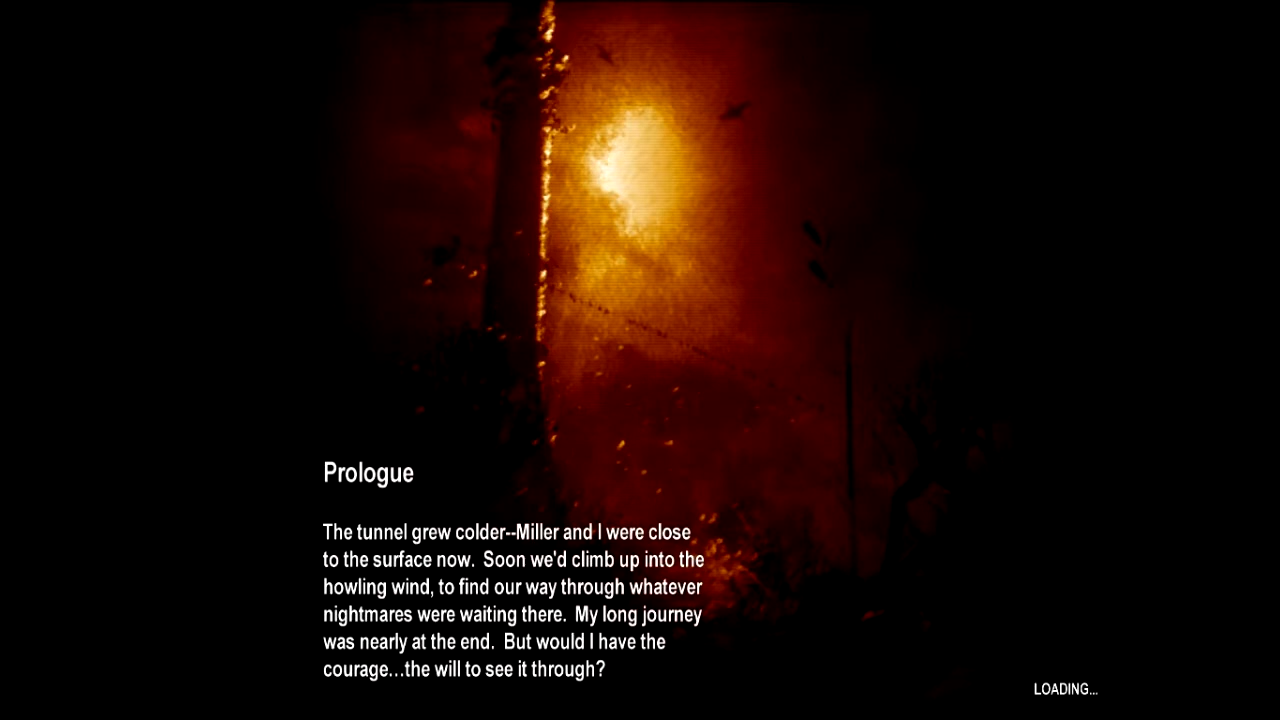 Prologue
The tunnel grew colder--Miller and I were close
to the surface now.  Soon we'd climb up into the
howling wind, to find our way through whatever
nightmares were waiting there.  My long journey
was nearly at the end.  But would I have the
courage...the will to see it through?
LOADING...